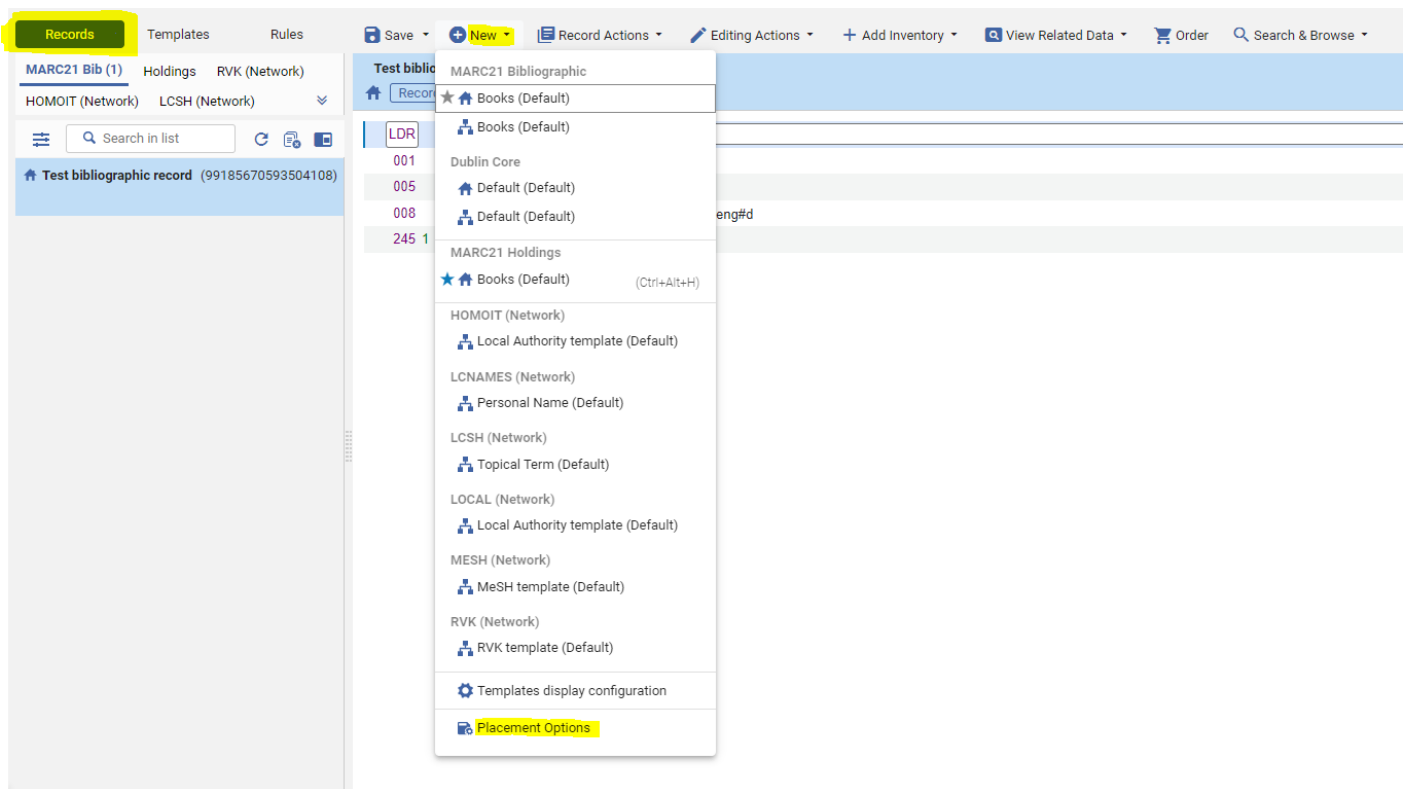 Records Templates Rules Save New Record Actions Editing Actions Add Inventory View Related Data Order Search & Browse
MARC21 Bib (1) Holdings RVK (Network)
HOMOIT (Network) LCSH (Network)
Search in list
Test bibliographic record (99185670593504108)
Test biblio
Recor
LDR
001
005
008 eng#d
245 1
MARC21 Bibliographic
Books (Default)
Books (Default)
Dublin Core
Default (Default)
Default (Default)
MARC21 Holdings
Books (Default) (Ctrl+Alt+H)
HOMOIT (Network)
Local Authority template (Default)
LCNAMES (Network)
Personal Name (Default)
LCSH (Network)
Topical Term (Default)
LOCAL (Network)
Local Authority template (Default)
MESH (Network)
MeSH template (Default)
RVK (Network)
RVK template (Default)
Templates display configuration
Placement Options